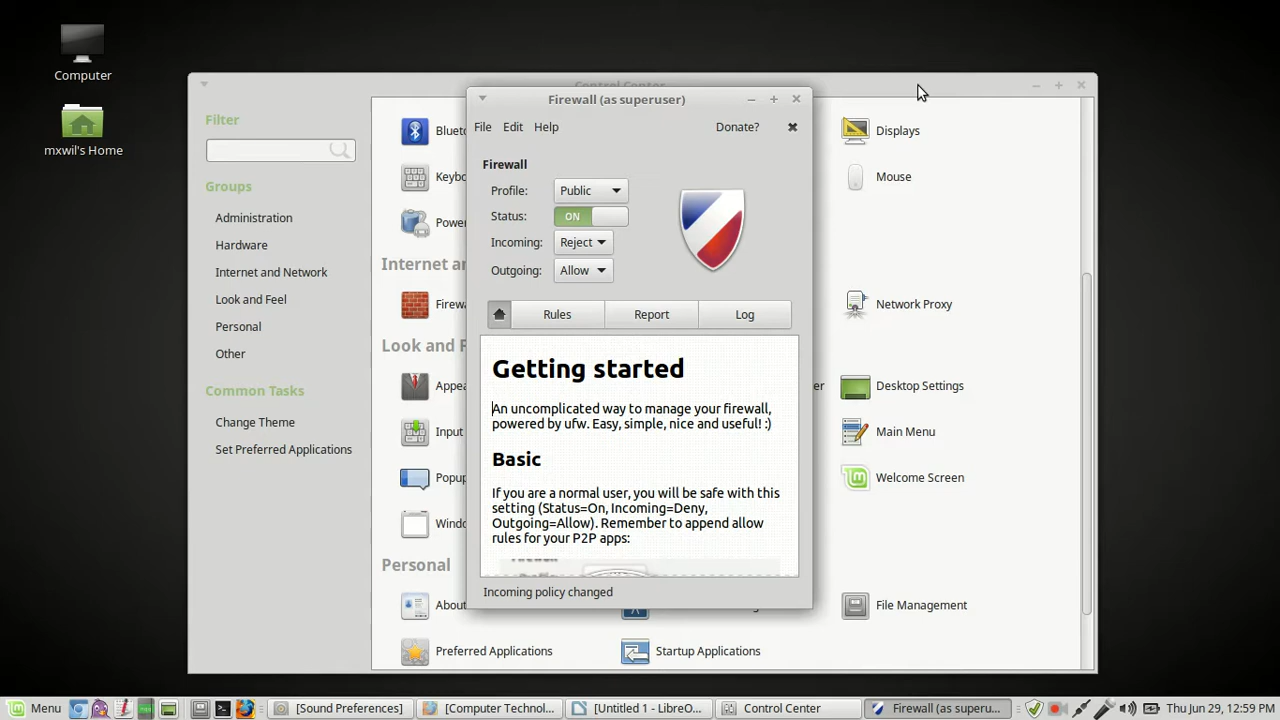 Computer
mxwil's Home
Control Center
Filter
Groups
Administration
Hardware
Internet and Network
Look and Feel
Personal
Other
Common Tasks
Change Theme
Set Preferred Applications
Bluet
Keybo
Power
Internet an
Firewa
Look and F
Appea
Input
Popup
Windo
Personal
About
Preferred Applications
Startup Applications
Displays
Mouse
Network Proxy
er
Desktop Settings
Main Menu
Welcome Screen
File Management
Firewall (as superuser)
File Edit Help Donate?
Firewall
Profile: Public
Status: ON
Incoming: Reject
Outgoing: Allow
Rules Report Log
Getting started
An uncomplicated way to manage your firewall,
powered by ufw. Easy, simple, nice and useful! :)
Basic
If you are a normal user, you will be safe with this
setting (Status=On, Incoming=Deny,
Outgoing=Allow). Remember to append allow
rules for your P2P apps:
Incoming policy changed
Menu [Sound Preferences] [Computer Technol... [Untitled 1 - LibreO... Control Center Firewall (as superu... Thu Jun 29, 12:59 PM